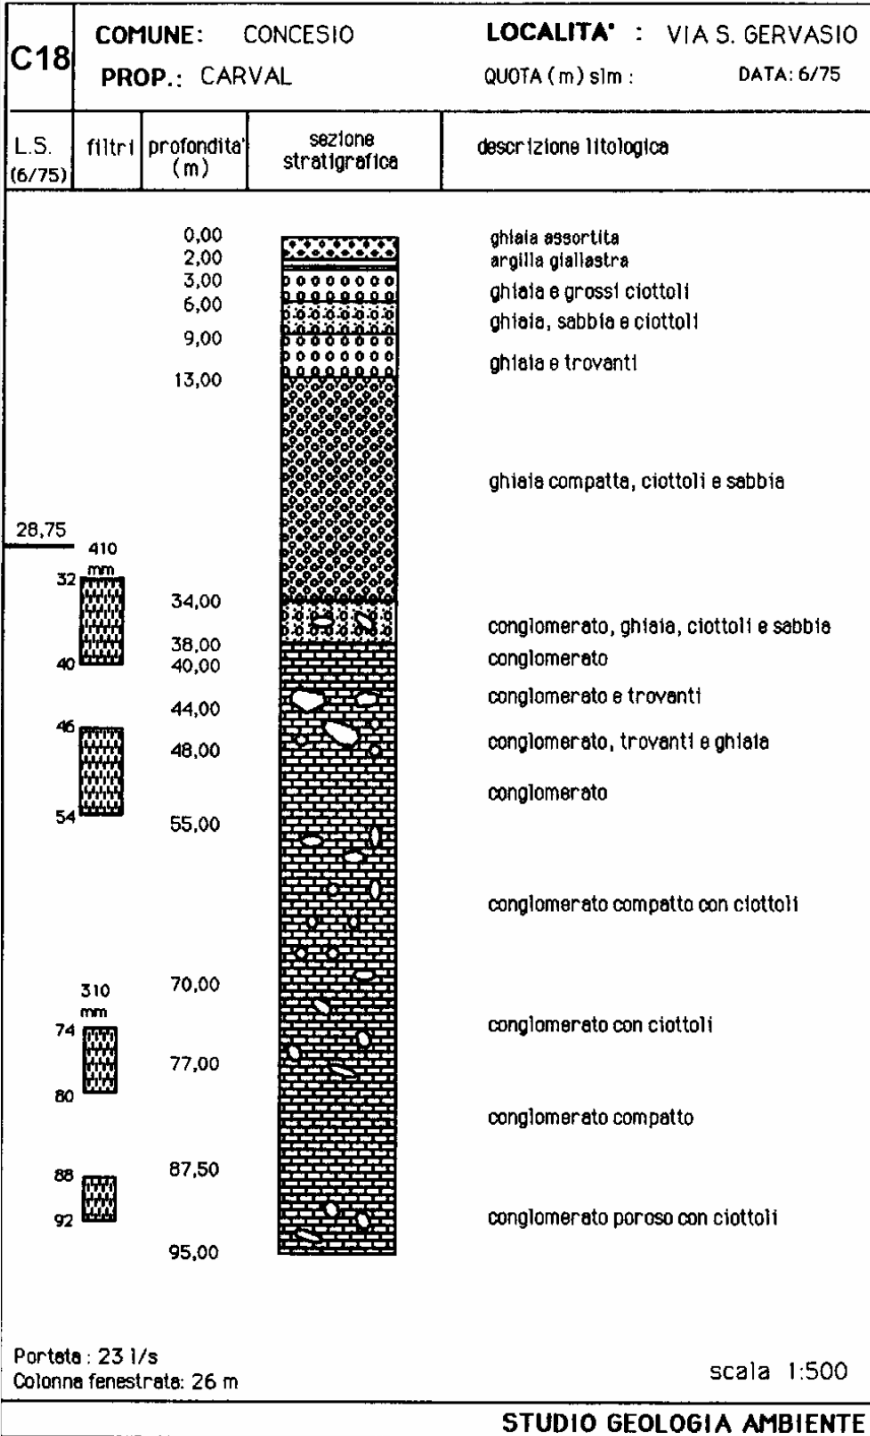 C18
COMUNE: CONCESIO
LOCALITA' : VIA S. GERVASIO
PROP.: CARVAL
QUOTA (m) slm :
DATA: 6/75
L.S. (6/75)
filtri
profondita' (m)
sezione stratigrafica
descrizione litologica
0,00
ghiaia assortita
2,00
argilla giallastra
3,00
ghiaia e grossi ciottoli
6,00
ghiaia, sabbia e ciottoli
9,00
ghiaia e trovanti
13,00
ghiaia compatta, ciottoli e sabbia
28,75
410 mm
32
34,00
conglomerato, ghiaia, ciottoli e sabbia
38,00
conglomerato
40
40,00
conglomerato e trovanti
44,00
46
conglomerato, trovanti e ghiaia
48,00
conglomerato
54
55,00
conglomerato compatto con ciottoli
70,00
310 mm
74
conglomerato con ciottoli
77,00
80
conglomerato compatto
87,50
88
92
conglomerato poroso con ciottoli
95,00
Portata : 23 l/s
Colonna fenestrata: 26 m
scala 1:500
STUDIO GEOLOGIA AMBIENTE